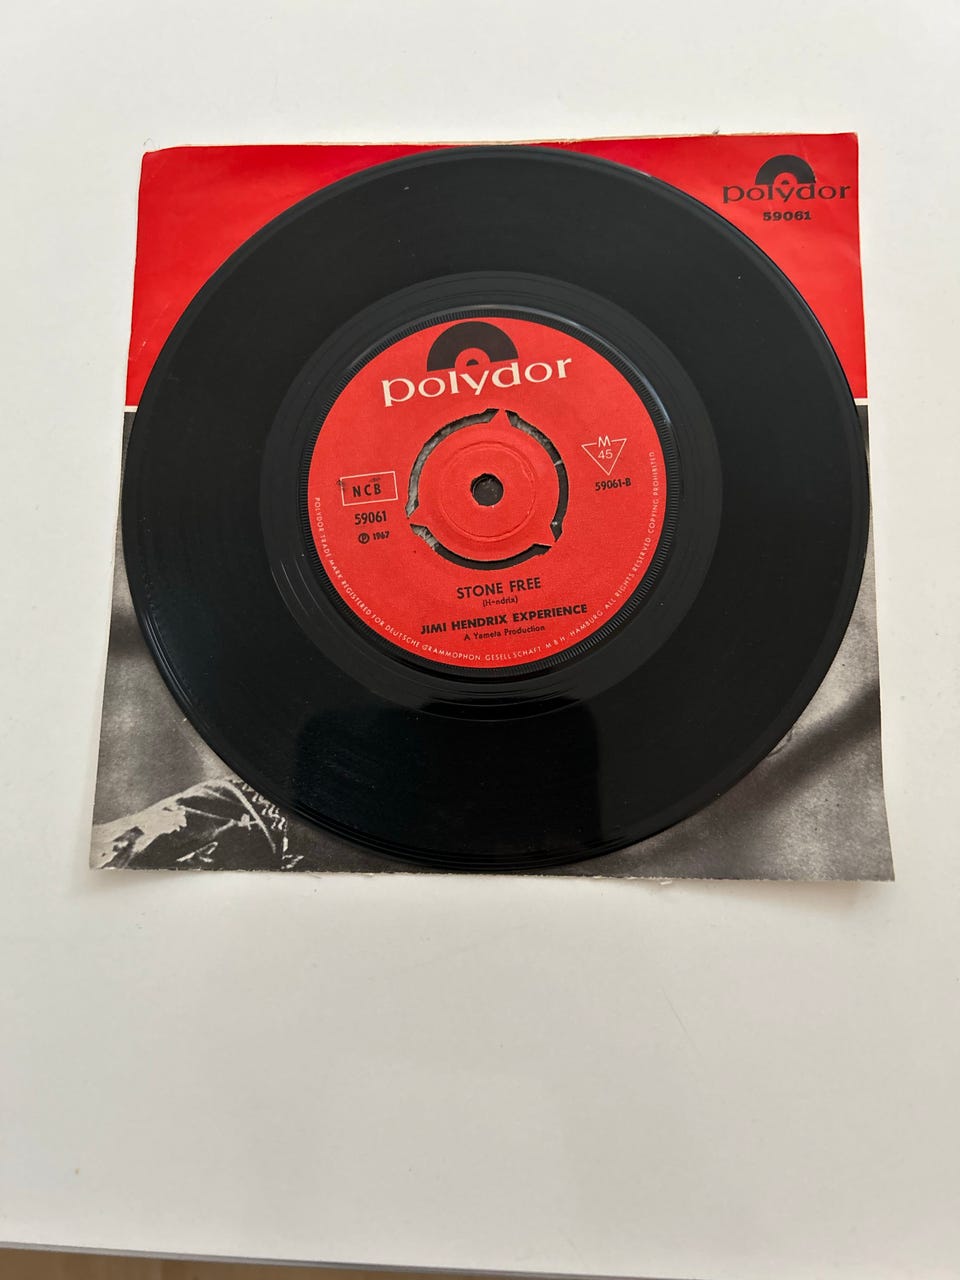 polydor
59061
polydor
M
45
59061-B
NCB
59061
℗ 1967
STONE FREE
(Hendrix)
JIMI HENDRIX EXPERIENCE
A Yameta Production
POLYDOR TRADE MARK REGISTERED FOR DEUTSCHE GRAMMOPHON GESELLSCHAFT M·B·H· HAMBURG ALL RIGHTS RESERVED·COPYING PROHIBITED